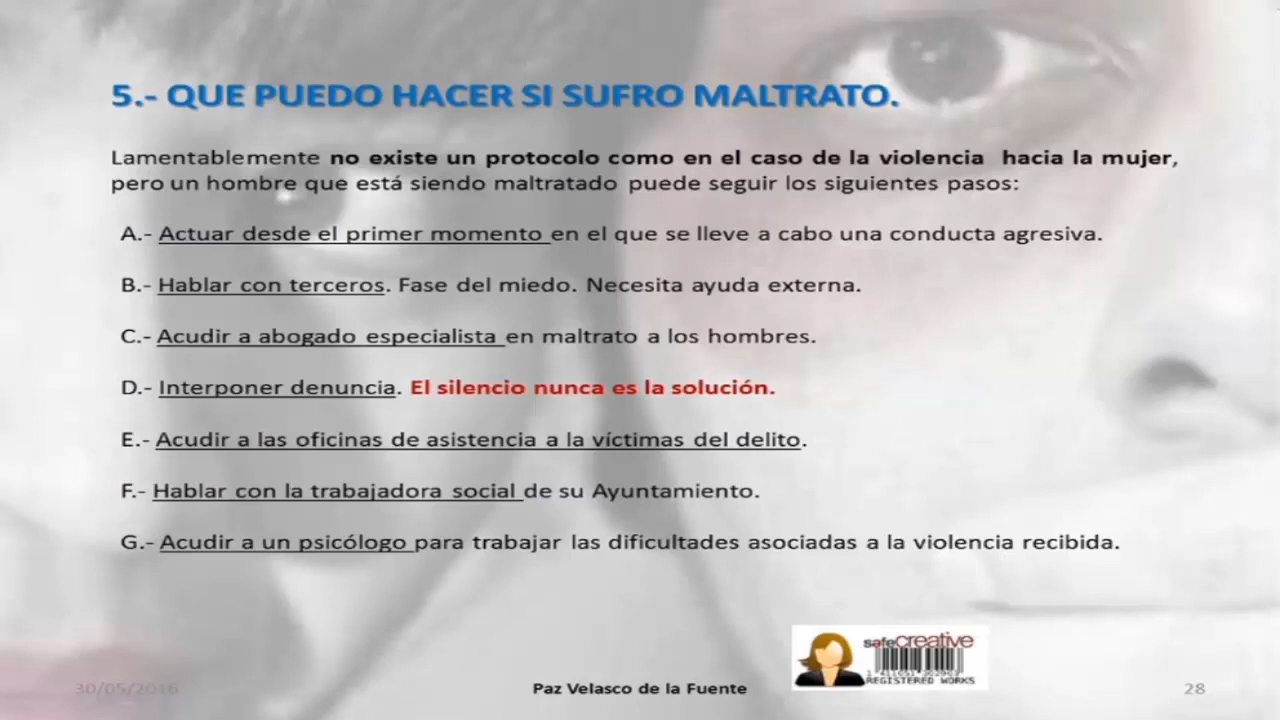 5.- QUE PUEDO HACER SI SUFRO MALTRATO.
Lamentablemente no existe un protocolo como en el caso de la violencia hacia la mujer,
pero un hombre que está siendo maltratado puede seguir los siguientes pasos:
A.- Actuar desde el primer momento en el que se lleve a cabo una conducta agresiva.
B.- Hablar con terceros. Fase del miedo. Necesita ayuda externa.
C.- Acudir a abogado especialista en maltrato a los hombres.
D.- Interponer denuncia. El silencio nunca es la solución.
E.- Acudir a las oficinas de asistencia a la víctimas del delito.
F.- Hablar con la trabajadora social de su Ayuntamiento.
G.- Acudir a un psicólogo para trabajar las dificultades asociadas a la violencia recibida.
safeCreative
REGISTERED WORKS
30/05/2016
Paz Velasco de la Fuente
28